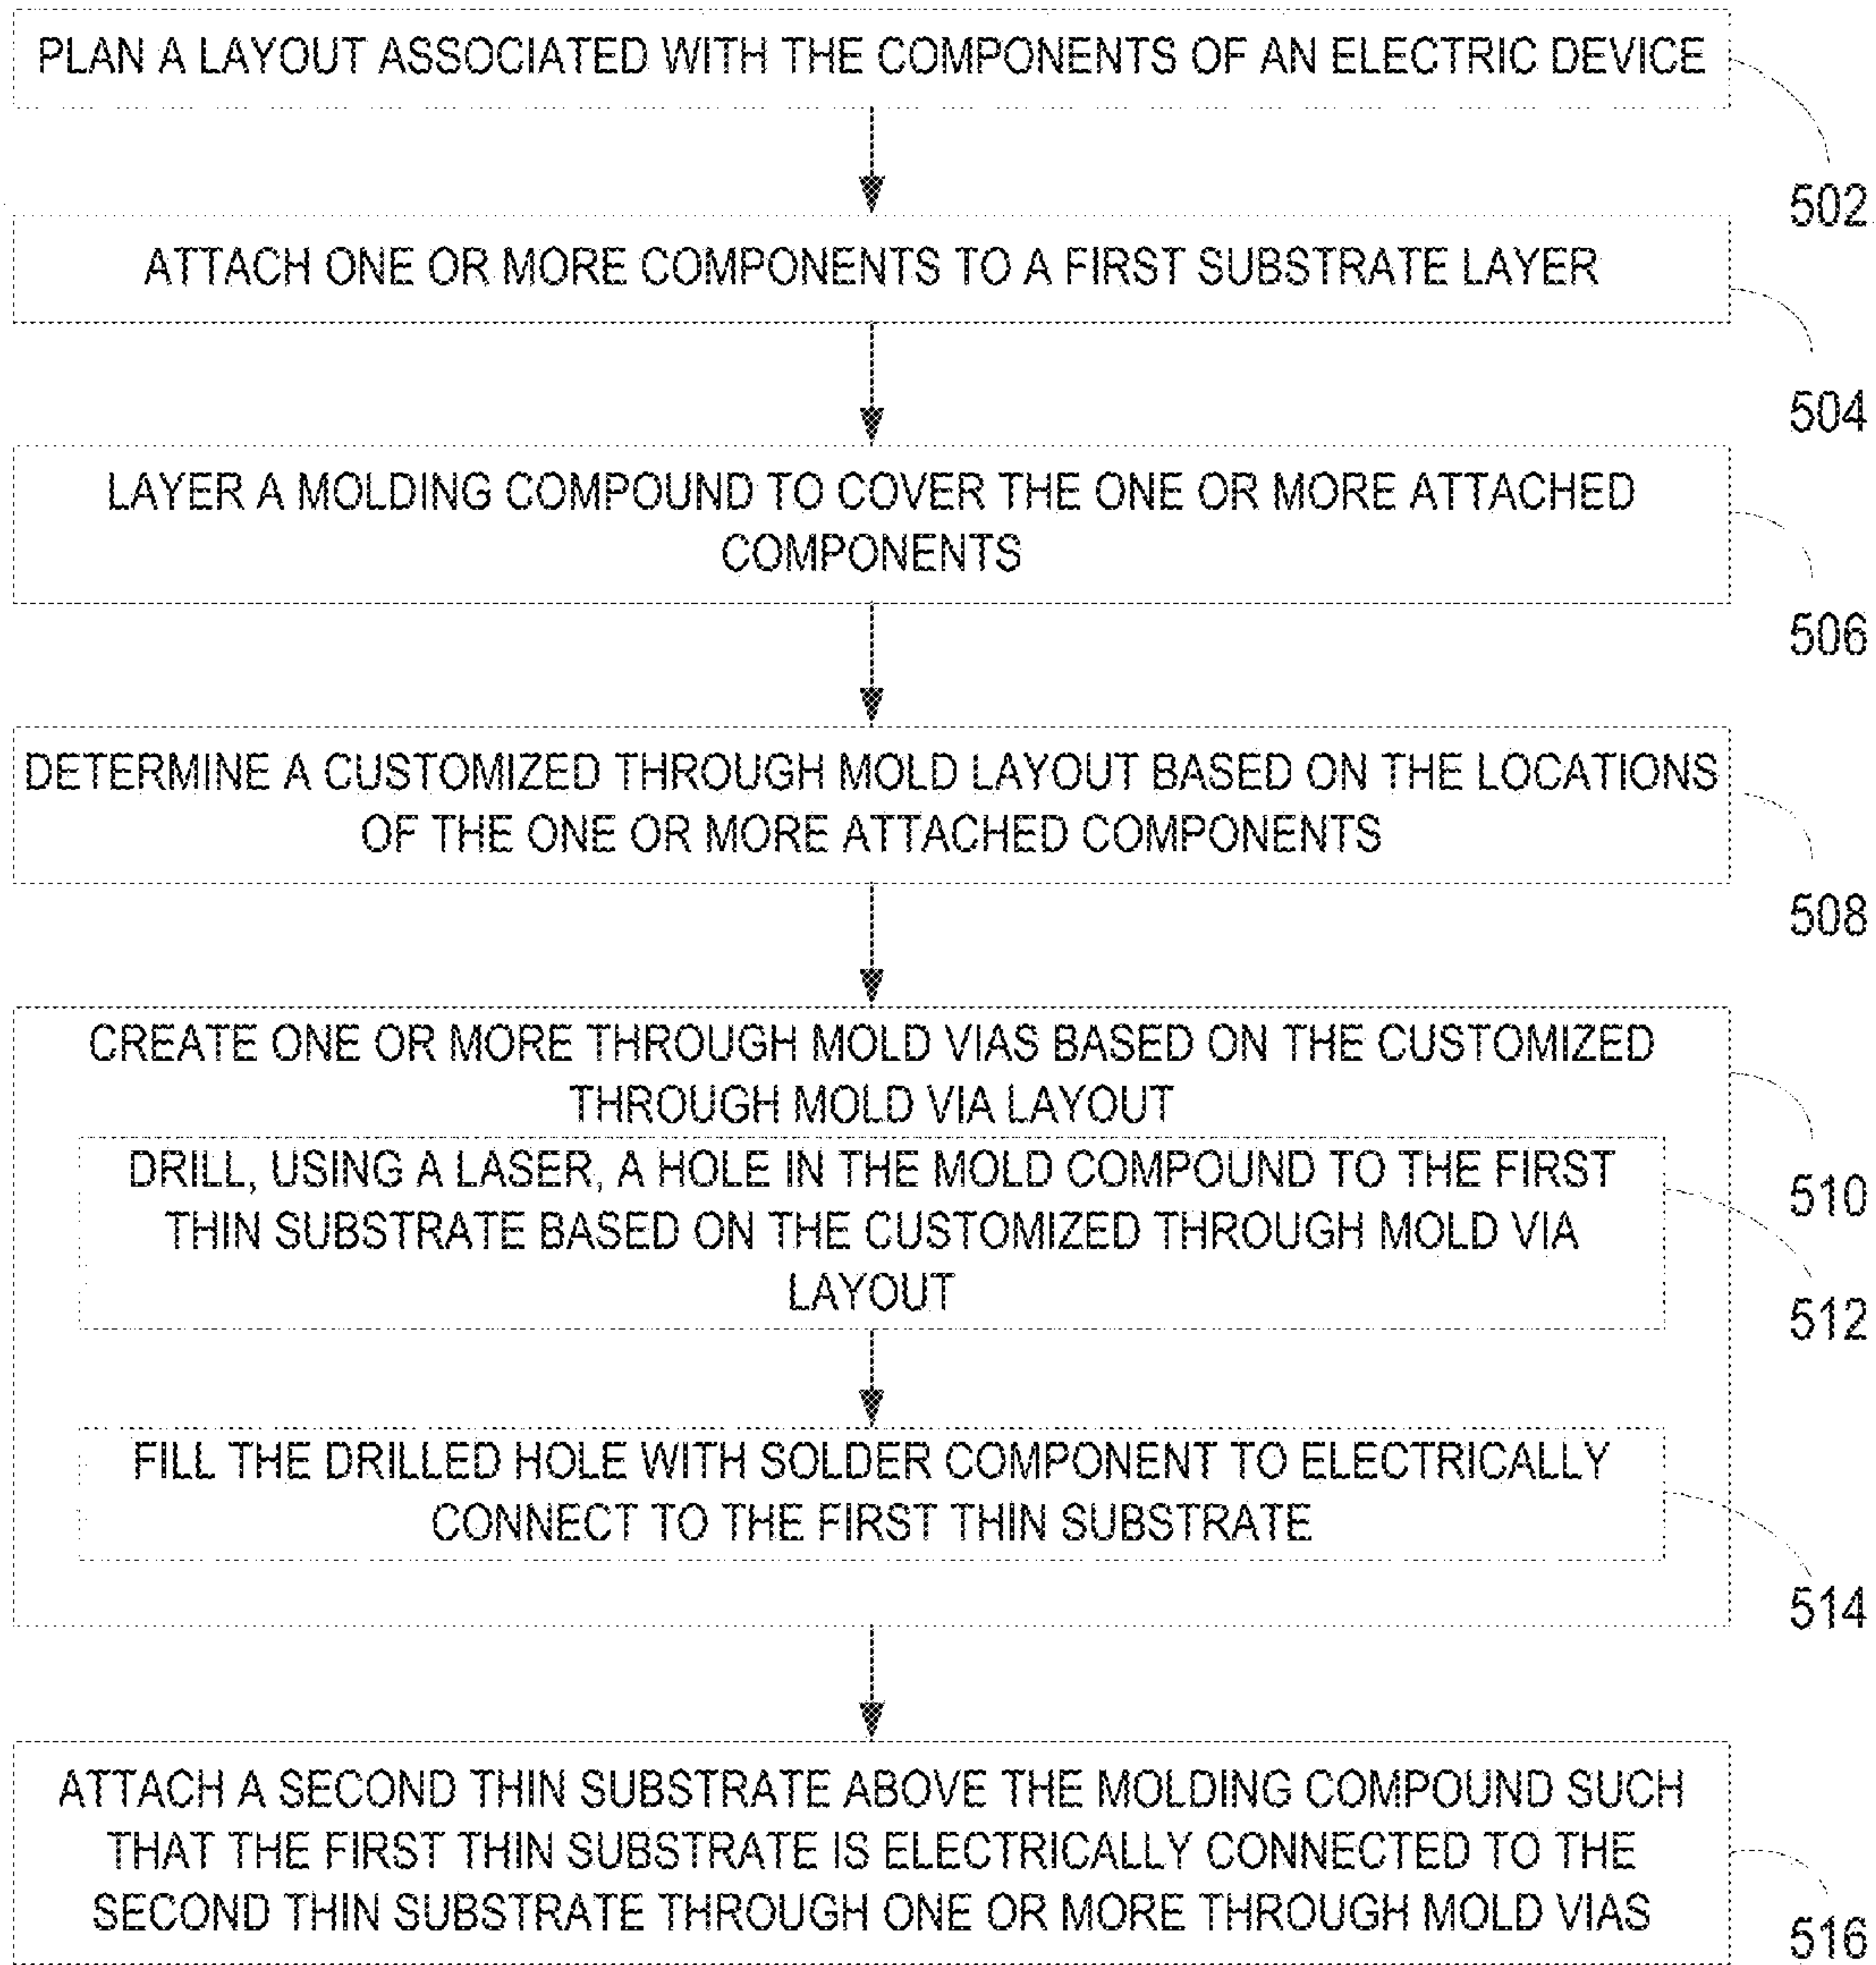 PLAN A LAYOUT ASSOCIATED WITH THE COMPONENTS OF AN ELECTRIC DEVICE
502
ATTACH ONE OR MORE COMPONENTS TO A FIRST SUBSTRATE LAYER
504
LAYER A MOLDING COMPOUND TO COVER THE ONE OR MORE ATTACHED
COMPONENTS
506
DETERMINE A CUSTOMIZED THROUGH MOLD LAYOUT BASED ON THE LOCATIONS
OF THE ONE OR MORE ATTACHED COMPONENTS
508
CREATE ONE OR MORE THROUGH MOLD VIAS BASED ON THE CUSTOMIZED
THROUGH MOLD VIA LAYOUT
510
DRILL, USING A LASER, A HOLE IN THE MOLD COMPOUND TO THE FIRST
THIN SUBSTRATE BASED ON THE CUSTOMIZED THROUGH MOLD VIA
LAYOUT
512
FILL THE DRILLED HOLE WITH SOLDER COMPONENT TO ELECTRICALLY
CONNECT TO THE FIRST THIN SUBSTRATE
514
ATTACH A SECOND THIN SUBSTRATE ABOVE THE MOLDING COMPOUND SUCH
THAT THE FIRST THIN SUBSTRATE IS ELECTRICALLY CONNECTED TO THE
SECOND THIN SUBSTRATE THROUGH ONE OR MORE THROUGH MOLD VIAS
516